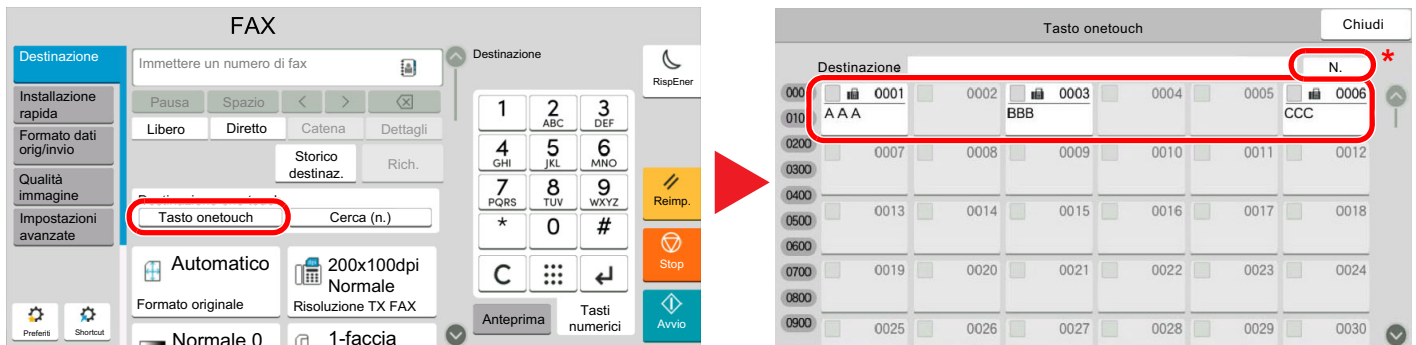 FAX
Destinazione
Installazione
rapida
Formato dati
orig/invio
Qualità
immagine
Impostazioni
avanzate
Preferiti
Shortcut
Immettere un numero di fax
Pausa
Spazio
Libero
Diretto
Catena
Dettagli
Storico
destinaz.
Rich.
Tasto onetouch
Cerca (n.)
Automatico
Formato originale
200x100dpi
Normale
Risoluzione TX FAX
Normale 0
1-faccia
Destinazione
1
2
ABC
3
DEF
4
GHI
5
JKL
6
MNO
7
PQRS
8
TUV
9
WXYZ
*
0
#
C
Anteprima
Tasti
numerici
RispEner
Reimp.
Stop
Avvio
Tasto onetouch
Chiudi
Destinazione
N.
*
0100
0200
0300
0400
0500
0600
0700
0800
0900
0001
AAA
0002
0003
BBB
0004
0005
0006
CCC
0007
0008
0009
0010
0011
0012
0013
0014
0015
0016
0017
0018
0019
0020
0021
0022
0023
0024
0025
0026
0027
0028
0029
0030